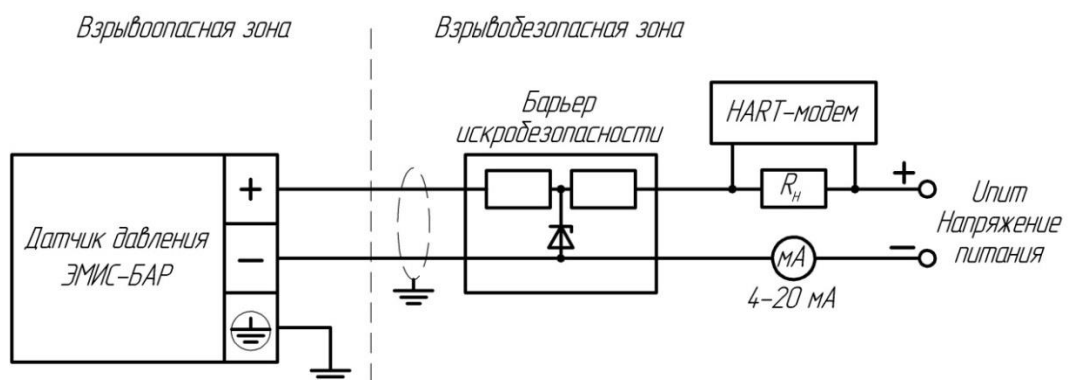 Взрывоопасная зона
Взрывобезопасная зона
Барьер
искробезопасности
HART-модем
+
Rн
+
Uпит
Напряжение
питания
Датчик давления
ЭМИС-БАР
−
мА
−
4-20 мА